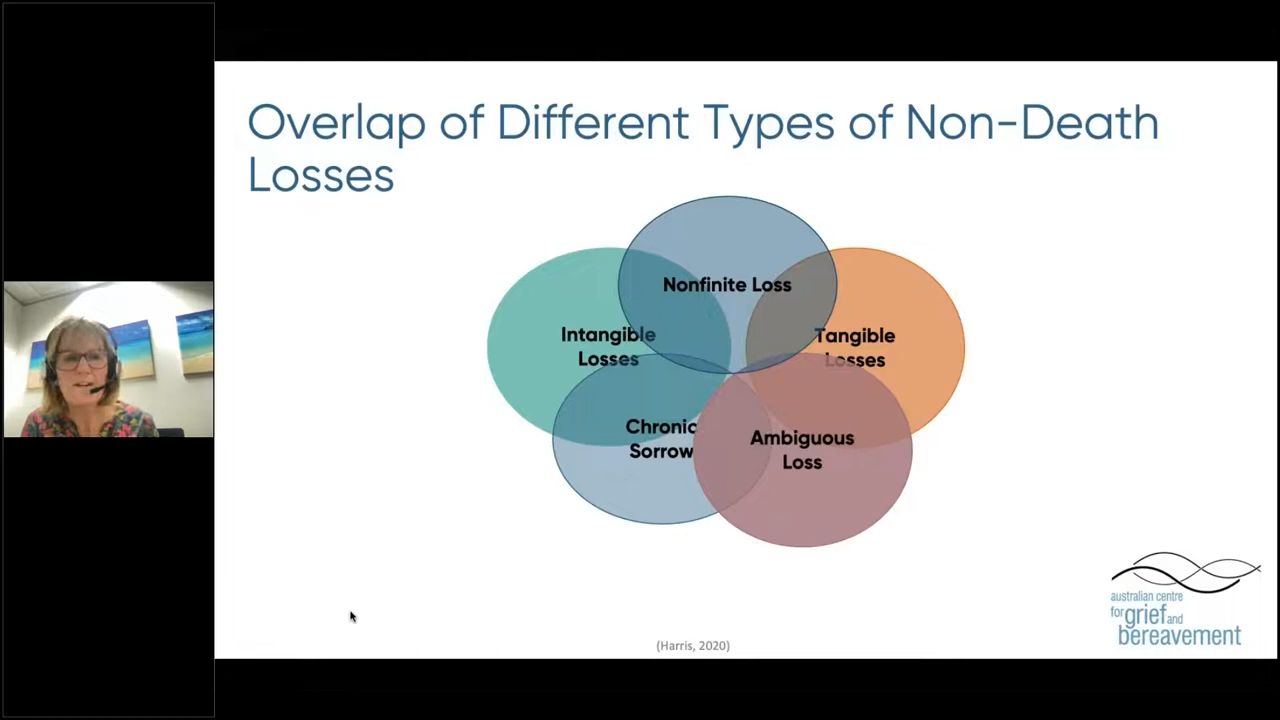 Overlap of Different Types of Non-Death
Losses
Nonfinite Loss
Intangible
Losses
Tangible
Losses
Chronic
Sorrow
Ambiguous
Loss
(Harris, 2020)
australian centre
for grief and
bereavement